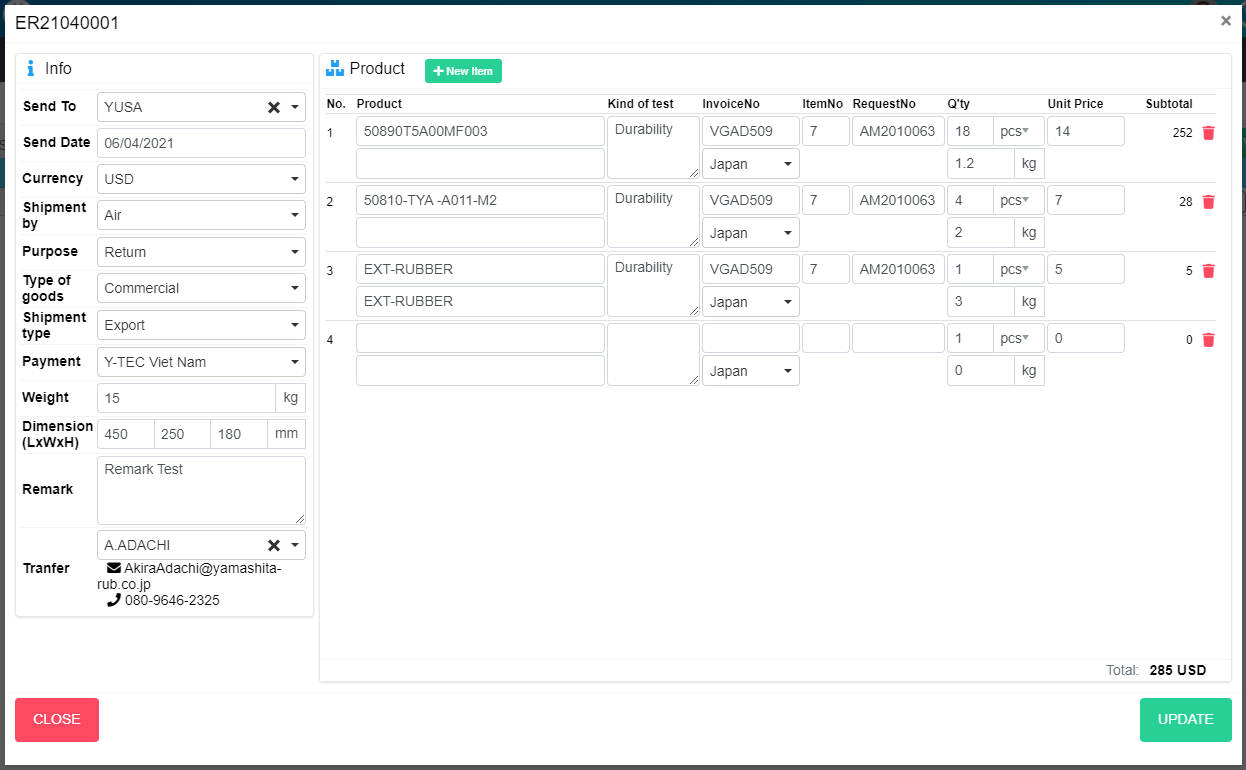 ER21040001 ×
Info
Send To YUSA
Send Date 06/04/2021
Currency USD
Shipment by Air
Purpose Return
Type of goods Commercial
Shipment type Export
Payment Y-TEC Viet Nam
Weight 15 kg
Dimension (LxWxH) 450 250 180 mm
Remark Remark Test
Tranfer A.ADACHI
AkiraAdachi@yamashita-
rub.co.jp
080-9646-2325
Product + New Item
No. Product Kind of test InvoiceNo ItemNo RequestNo Q'ty Unit Price Subtotal
1 50890T5A00MF003 Durability VGAD509 7 AM2010063 18 pcs 14 252
Japan 1.2 kg
2 50810-TYA -A011-M2 Durability VGAD509 7 AM2010063 4 pcs 7 28
Japan 2 kg
3 EXT-RUBBER Durability VGAD509 7 AM2010063 1 pcs 5 5
EXT-RUBBER Japan 3 kg
4 1 pcs 0 0
Japan 0 kg
Total: 285 USD
CLOSE UPDATE